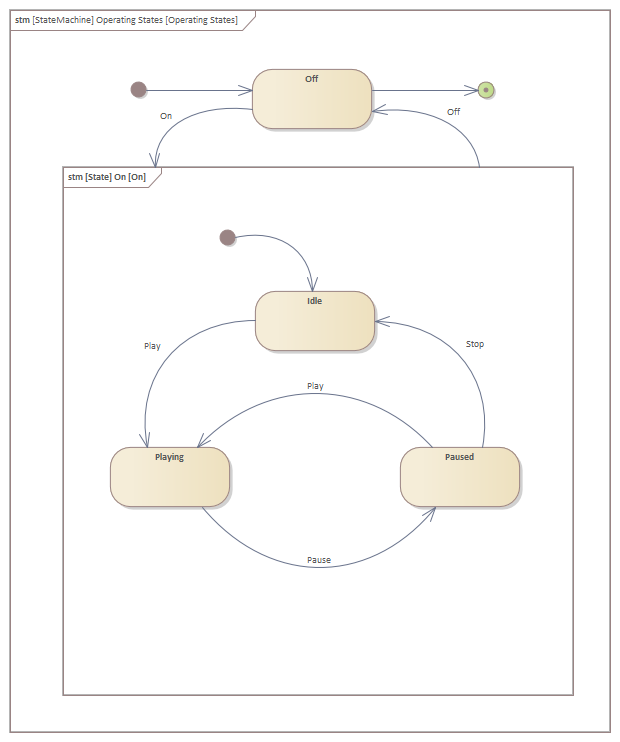 stm [StateMachine] Operating States [Operating States]
Off
On
Off
stm [State] On [On]
Idle
Play
Stop
Play
Playing
Paused
Pause